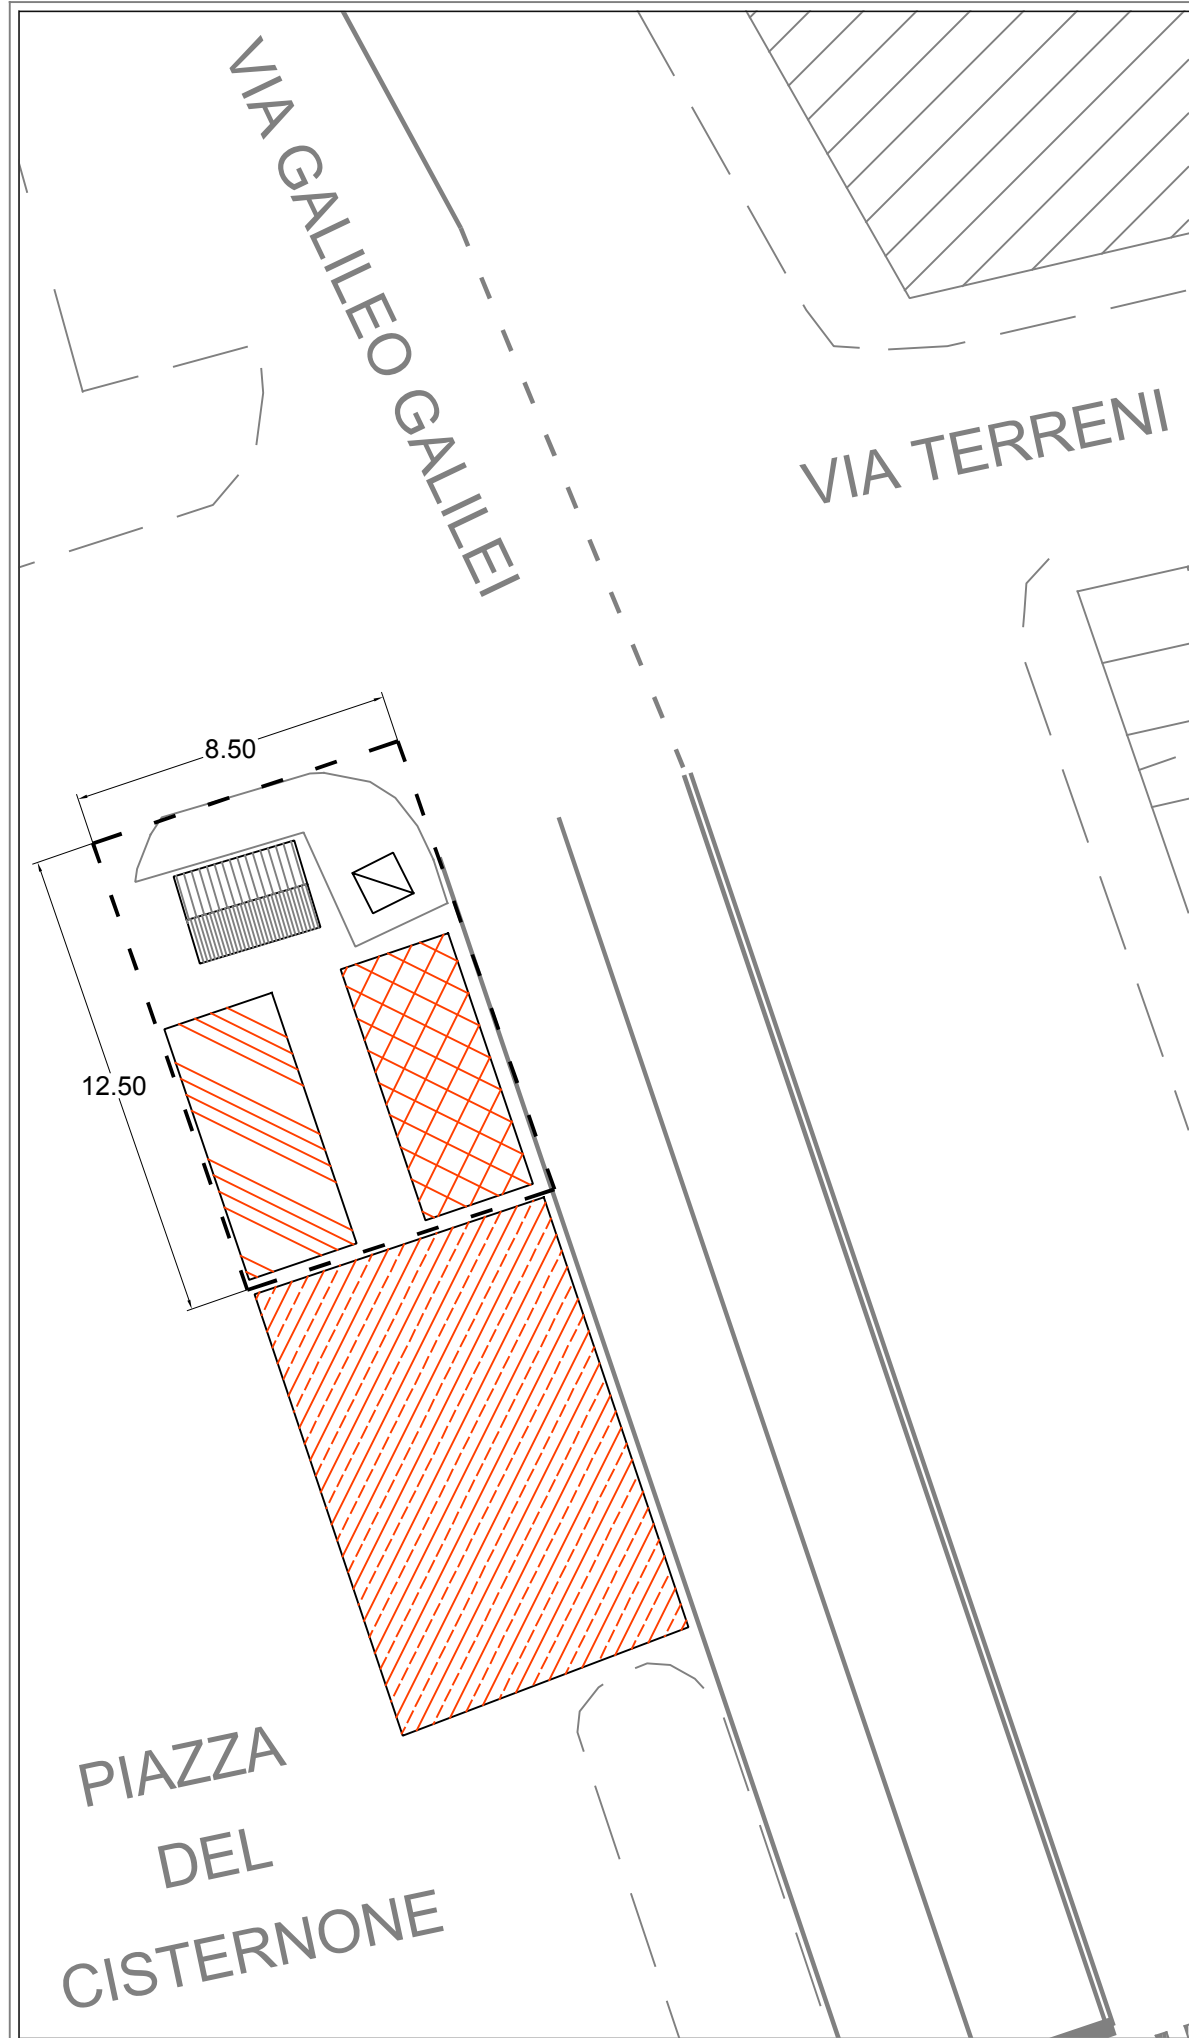 VIA GALILEO GALILEI
VIA TERRENI
8.50
12.50
PIAZZA
DEL
CISTERNONE